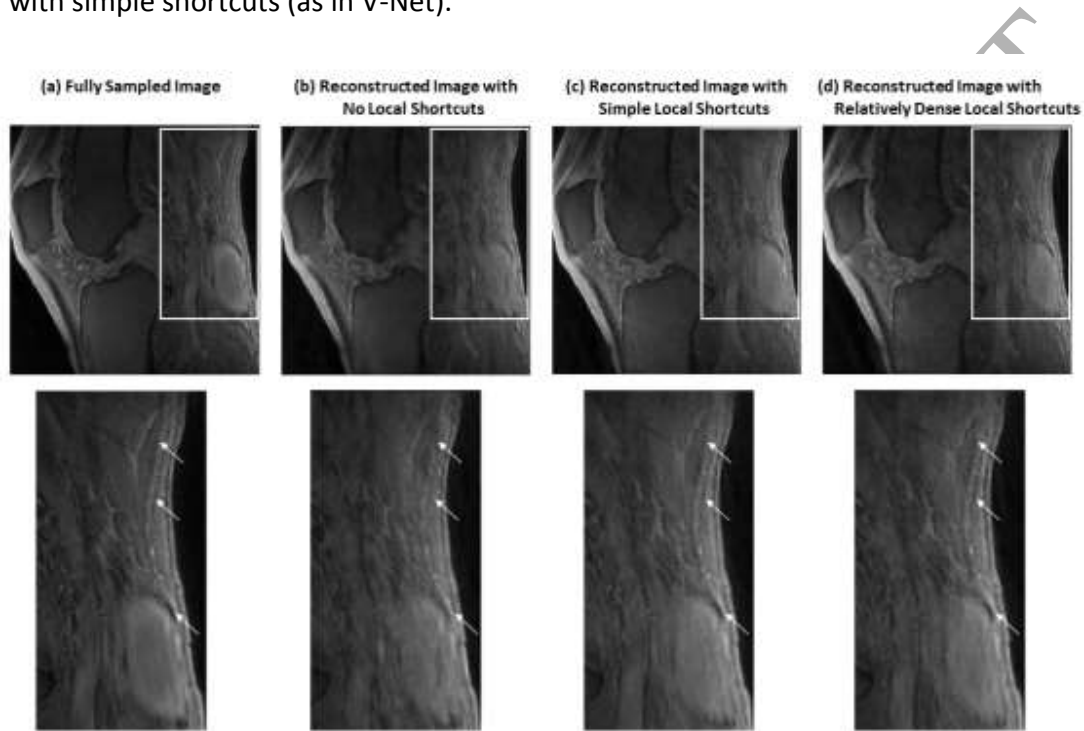 with simple shortcuts (as in V-Net).
(a) Fully Sampled Image
(b) Reconstructed Image with
No Local Shortcuts
(c) Reconstructed Image with
Simple Local Shortcuts
(d) Reconstructed Image with
Relatively Dense Local Shortcuts